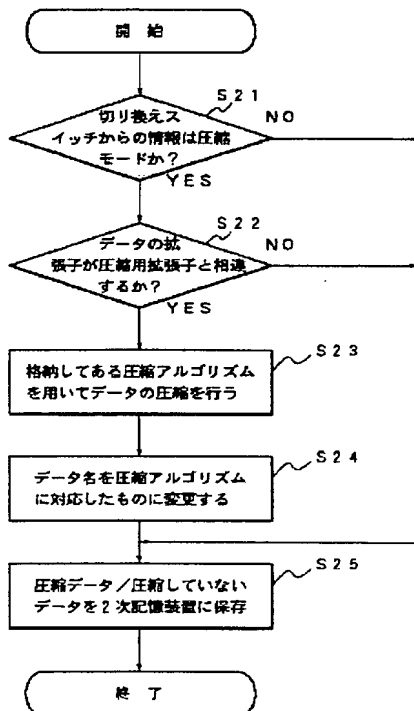 開 始
S21
切り換えス
イッチからの情報は圧縮
モードか？
NO
YES
S22
データの拡
張子が圧縮用拡張子と相違
するか？
NO
YES
S23
格納してある圧縮アルゴリズム
を用いてデータの圧縮を行う
S24
データ名を圧縮アルゴリズム
に対応したものに変更する
S25
圧縮データ／圧縮していない
データを2次記憶装置に保存
終 了